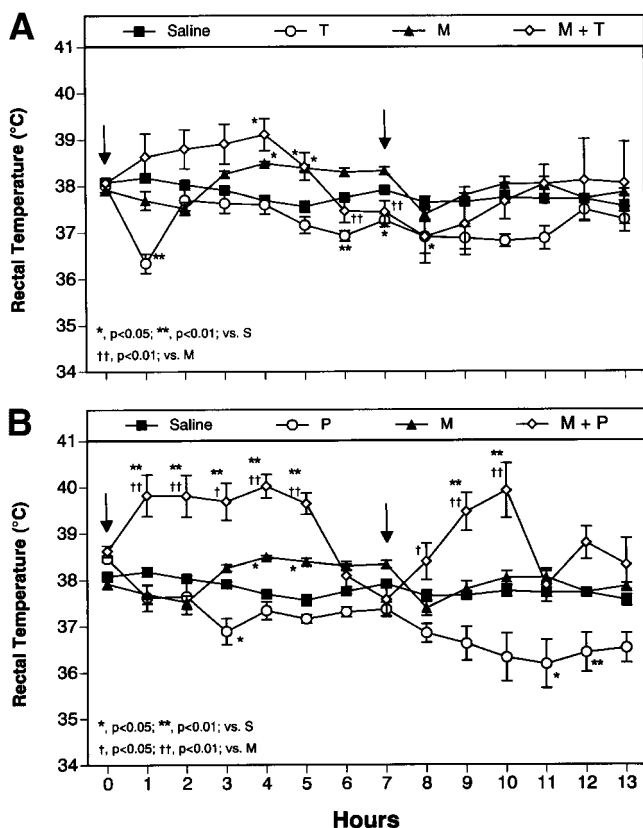 A
Saline T M M + T
Rectal Temperature (°C)
41
40
39
38
37
36
35
34
* * * *
** ** †† * †† *
*, p<0.05; **, p<0.01; vs. S
††, p<0.01; vs. M
B
Saline P M M + P
Rectal Temperature (°C)
41
40
39
38
37
36
35
34
** ** ** ** ** ** **
†† †† † †† †† † †† ††
* * * * **
*, p<0.05; **, p<0.01; vs. S
†, p<0.05; ††, p<0.01; vs. M
0 1 2 3 4 5 6 7 8 9 10 11 12 13
Hours